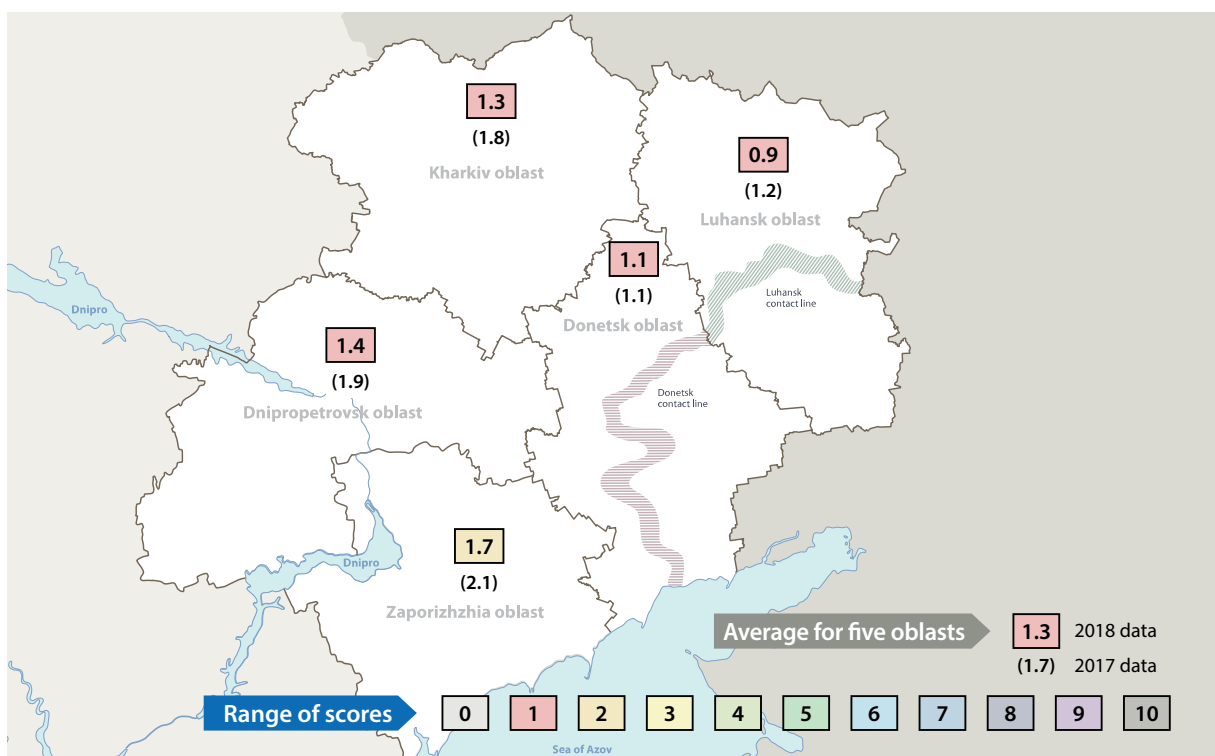 1.3
(1.8)
Kharkiv oblast
0.9
(1.2)
Luhansk oblast
1.1
(1.1)
Donetsk oblast
Luhansk
contact line
Dnipro
1.4
(1.9)
Dnipropetrovsk oblast
Donetsk
contact line
1.7
(2.1)
Zaporizhzhia oblast
Dnipro
Average for five oblasts 1.3 2018 data
(1.7) 2017 data
Range of scores 0 1 2 3 4 5 6 7 8 9 10
Sea of Azov